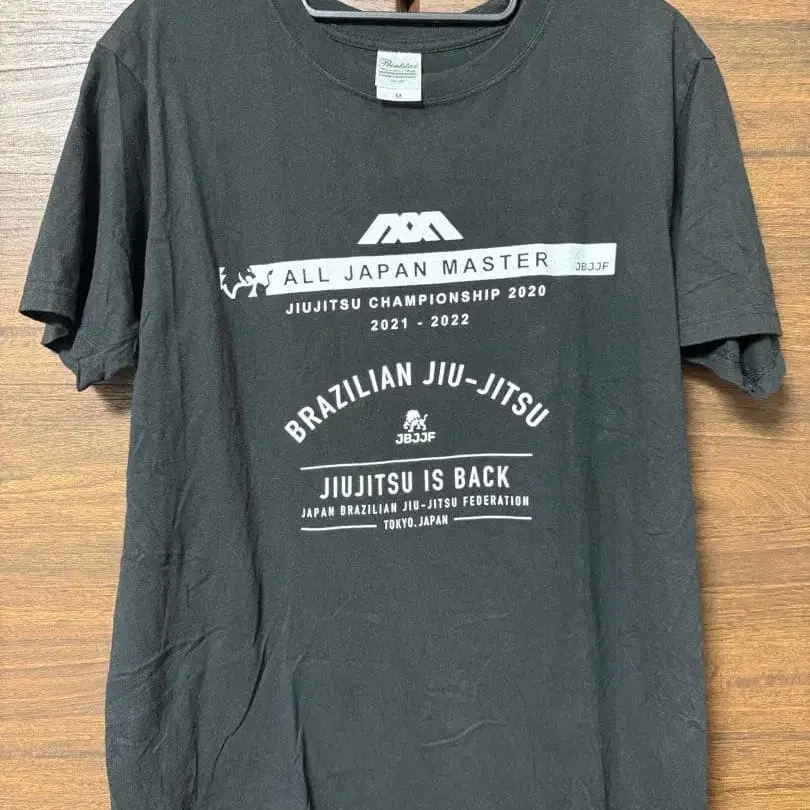 Printstar
M
ALL JAPAN MASTER JBJJF
JIUJITSU CHAMPIONSHIP 2020
2021 - 2022
BRAZILIAN JIU-JITSU
JBJJF
JIUJITSU IS BACK
JAPAN BRAZILIAN JIU-JITSU FEDERATION
TOKYO.JAPAN